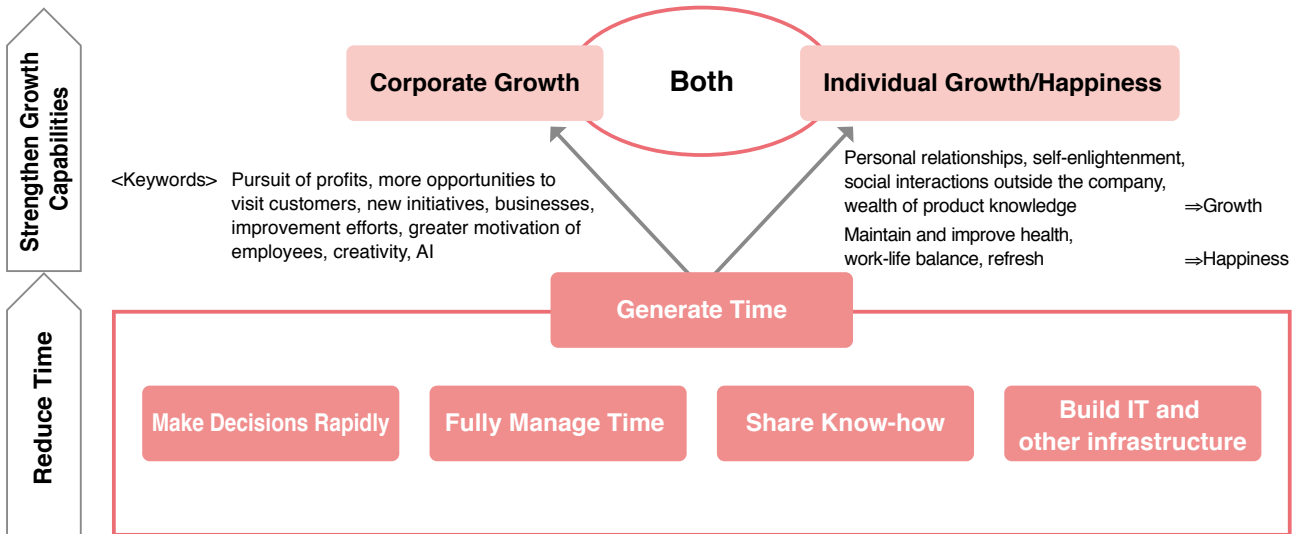 Strengthen Growth
Capabilities
Corporate Growth
Both
Individual Growth/Happiness
<Keywords> Pursuit of profits, more opportunities to
visit customers, new initiatives, businesses,
improvement efforts, greater motivation of
employees, creativity, AI
Personal relationships, self-enlightenment,
social interactions outside the company,
wealth of product knowledge ⇒Growth
Maintain and improve health,
work-life balance, refresh ⇒Happiness
Reduce Time
Generate Time
Make Decisions Rapidly
Fully Manage Time
Share Know-how
Build IT and
other infrastructure